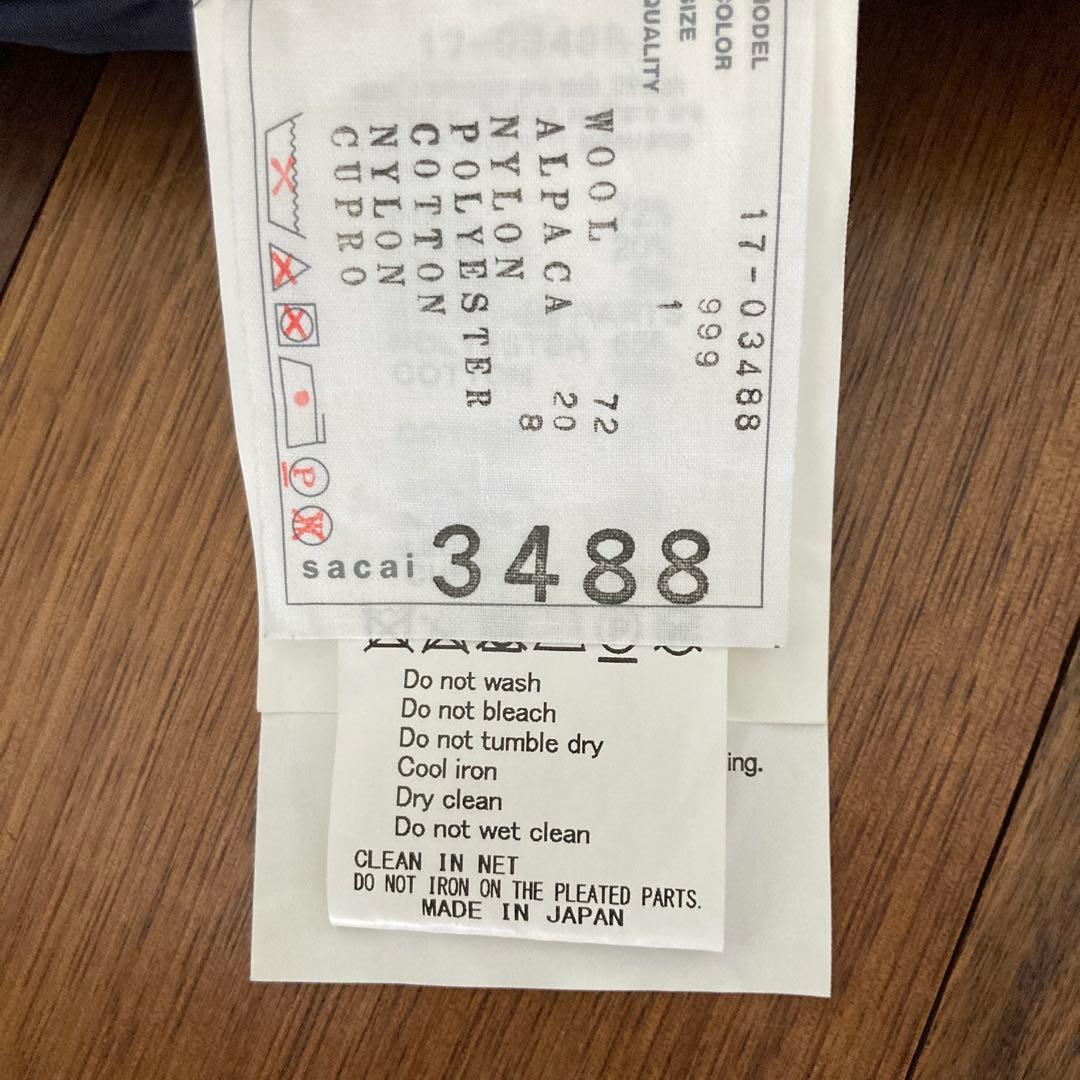 MODEL 17-03488
COLOR 999
SIZE 1
QUALITY
WOOL 72
ALPACA 20
NYLON 8
POLYESTER
COTTON
NYLON
CUPRO
P
W
sacai 3488
Do not wash
Do not bleach
Do not tumble dry
Cool iron
Dry clean
Do not wet clean
CLEAN IN NET
DO NOT IRON ON THE PLEATED PARTS.
MADE IN JAPAN
ing.